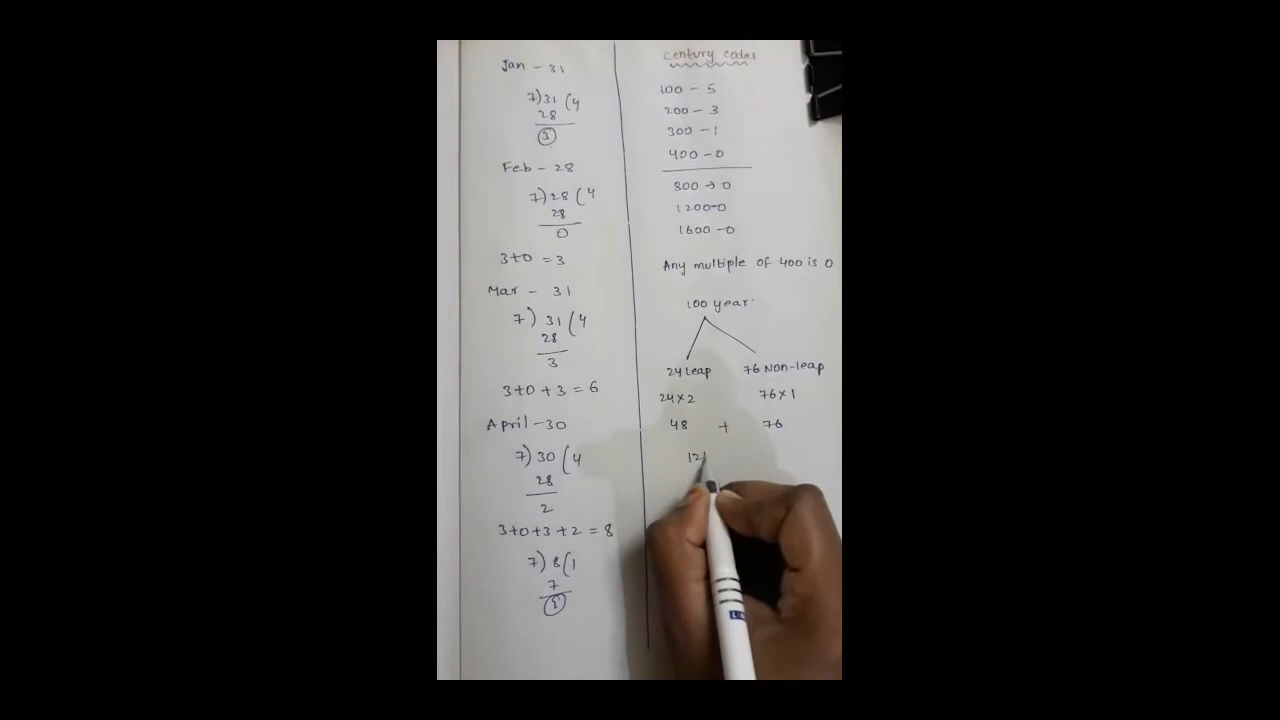 Jan - 31
7)31(4
28
3
Feb - 28
7)28(4
28
0
3+0 = 3
Mar - 31
7) 31(4
28
3
3+0+3 = 6
April - 30
7)30(4
28
2
3+0+3+2 = 8
7)8(1
7
1
Century codes
100 - 5
200 - 3
300 - 1
400 - 0
800 → 0
1200 - 0
1600 - 0
Any multiple of 400 is 0
100 year.
24 Leap 76 Non-leap
24×2 76×1
48 + 76
12